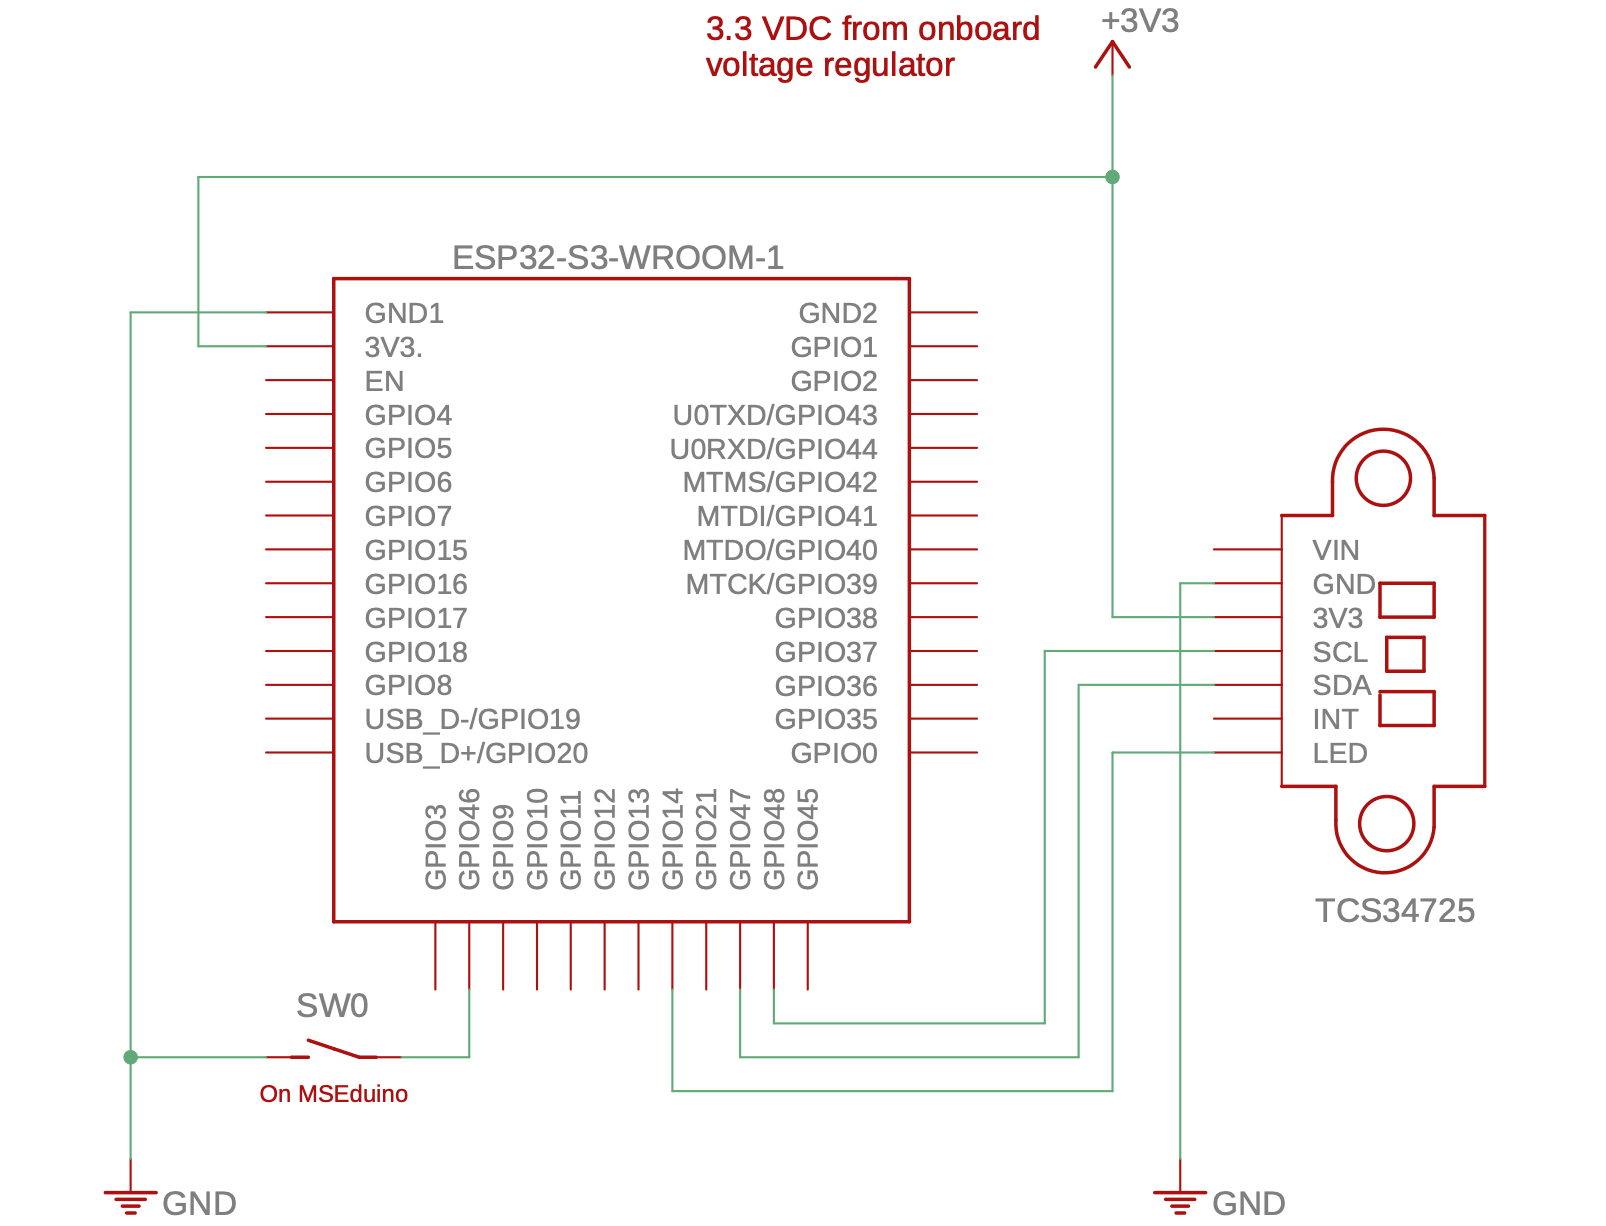 3.3 VDC from onboard
voltage regulator
+3V3
ESP32-S3-WROOM-1
GND1
3V3.
EN
GPIO4
GPIO5
GPIO6
GPIO7
GPIO15
GPIO16
GPIO17
GPIO18
GPIO8
USB_D-/GPIO19
USB_D+/GPIO20
GND2
GPIO1
GPIO2
U0TXD/GPIO43
U0RXD/GPIO44
MTMS/GPIO42
MTDI/GPIO41
MTDO/GPIO40
MTCK/GPIO39
GPIO38
GPIO37
GPIO36
GPIO35
GPIO0
GPIO3
GPIO46
GPIO9
GPIO10
GPIO11
GPIO12
GPIO13
GPIO14
GPIO21
GPIO47
GPIO48
GPIO45
VIN
GND
3V3
SCL
SDA
INT
LED
TCS34725
SW0
On MSEduino
GND
GND